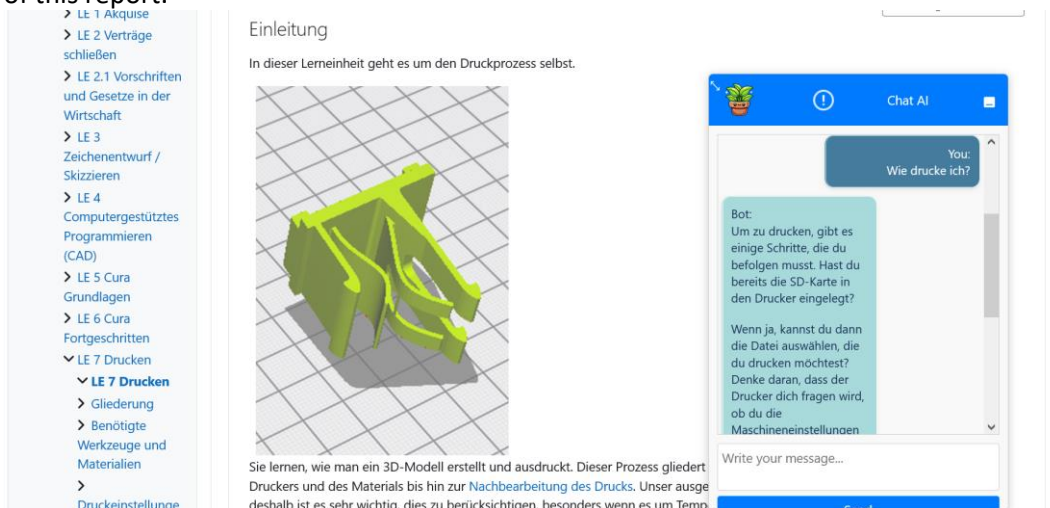 of this report.
LE 1 Akquise
LE 2 Verträge
schließen
LE 2.1 Vorschriften
und Gesetze in der
Wirtschaft
LE 3
Zeichenentwurf /
Skizzieren
LE 4
Computergestütztes
Programmieren
(CAD)
LE 5 Cura
Grundlagen
LE 6 Cura
Fortgeschritten
LE 7 Drucken
LE 7 Drucken
Gliederung
Benötigte
Werkzeuge und
Materialien
Druckeinstellunge
Einleitung
In dieser Lerneinheit geht es um den Druckprozess selbst.
Sie lernen, wie man ein 3D-Modell erstellt und ausdruckt. Dieser Prozess gliedert
Druckers und des Materials bis hin zur Nachbearbeitung des Drucks. Unser ausge
deshalb ist es sehr wichtig, dies zu berücksichtigen, besonders wenn es um Temp
Chat AI
You:
Wie drucke ich?
Bot:
Um zu drucken, gibt es
einige Schritte, die du
befolgen musst. Hast du
bereits die SD-Karte in
den Drucker eingelegt?
Wenn ja, kannst du dann
die Datei auswählen, die
du drucken möchtest?
Denke daran, dass der
Drucker dich fragen wird,
ob du die
Maschineneinstellungen
Write your message...